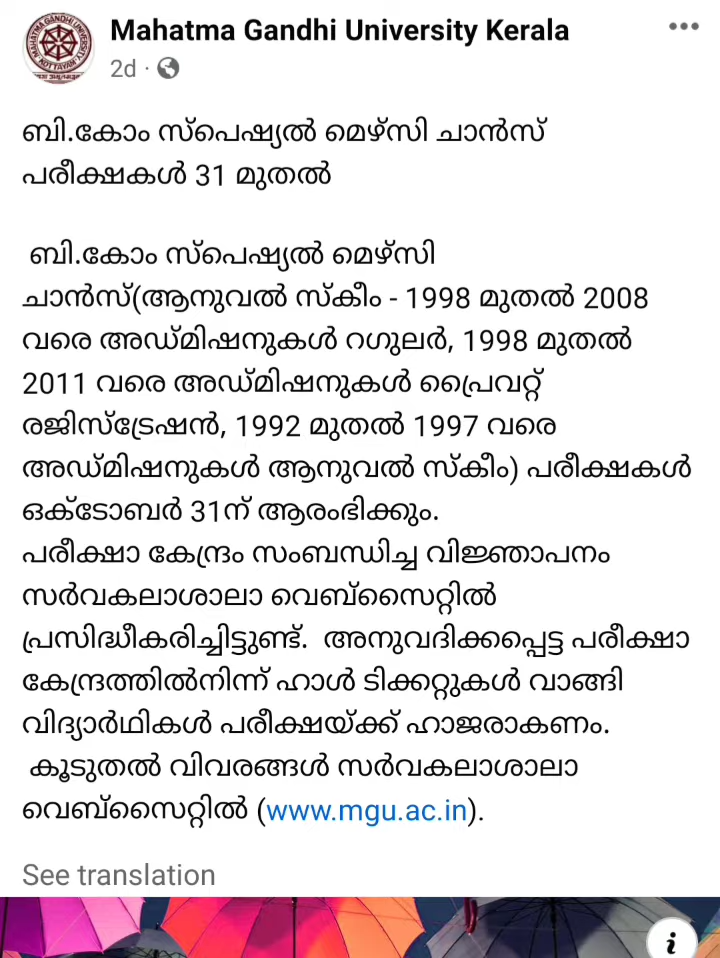 Mahatma Gandhi University Kerala
2d ·
ബി.കോം സ്പെഷ്യൽ മെഴ്സി ചാൻസ്
പരീക്ഷകൾ 31 മുതൽ
ബി.കോം സ്പെഷ്യൽ മെഴ്സി
ചാൻസ്(ആനുവൽ സ്കീം - 1998 മുതൽ 2008
വരെ അഡ്മിഷനുകൾ റഗുലർ, 1998 മുതൽ
2011 വരെ അഡ്മിഷനുകൾ പ്രൈവറ്റ്
രജിസ്ട്രേഷൻ, 1992 മുതൽ 1997 വരെ
അഡ്മിഷനുകൾ ആനുവൽ സ്കീം) പരീക്ഷകൾ
ഒക്ടോബർ 31ന് ആരംഭിക്കും.
പരീക്ഷാ കേന്ദ്രം സംബന്ധിച്ച വിജ്ഞാപനം
സർവകലാശാലാ വെബ്സൈറ്റിൽ
പ്രസിദ്ധീകരിച്ചിട്ടുണ്ട്. അനുവദിക്കപ്പെട്ട പരീക്ഷാ
കേന്ദ്രത്തിൽനിന്ന് ഹാൾ ടിക്കറ്റുകൾ വാങ്ങി
വിദ്യാർഥികൾ പരീക്ഷയ്ക്ക് ഹാജരാകണം.
കൂടുതൽ വിവരങ്ങൾ സർവകലാശാലാ
വെബ്സൈറ്റിൽ (www.mgu.ac.in).
See translation